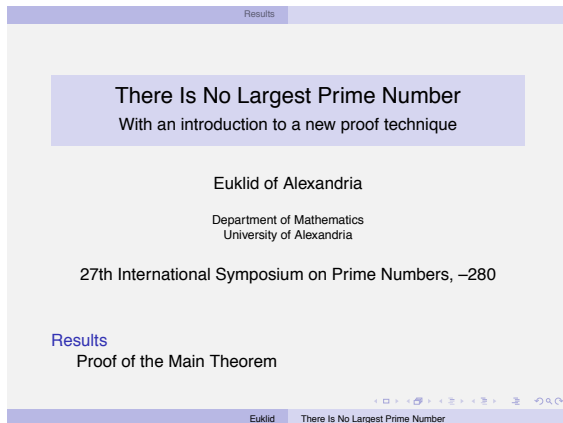 Results
There Is No Largest Prime Number
With an introduction to a new proof technique
Euklid of Alexandria
Department of Mathematics
University of Alexandria
27th International Symposium on Prime Numbers, –280
Results
Proof of the Main Theorem
Euklid There Is No Largest Prime Number